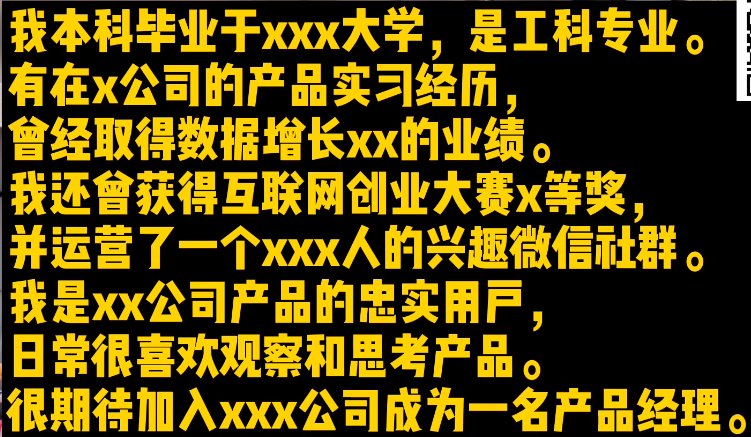 我本科毕业于xxx大学，是工科专业。
有在x公司的产品实习经历，
曾经取得数据增长xx的业绩。
我还曾获得互联网创业大赛x等奖，
并运营了一个xxx人的兴趣微信社群。
我是xx公司产品的忠实用户，
日常很喜欢观察和思考产品。
很期待加入xxx公司成为一名产品经理。